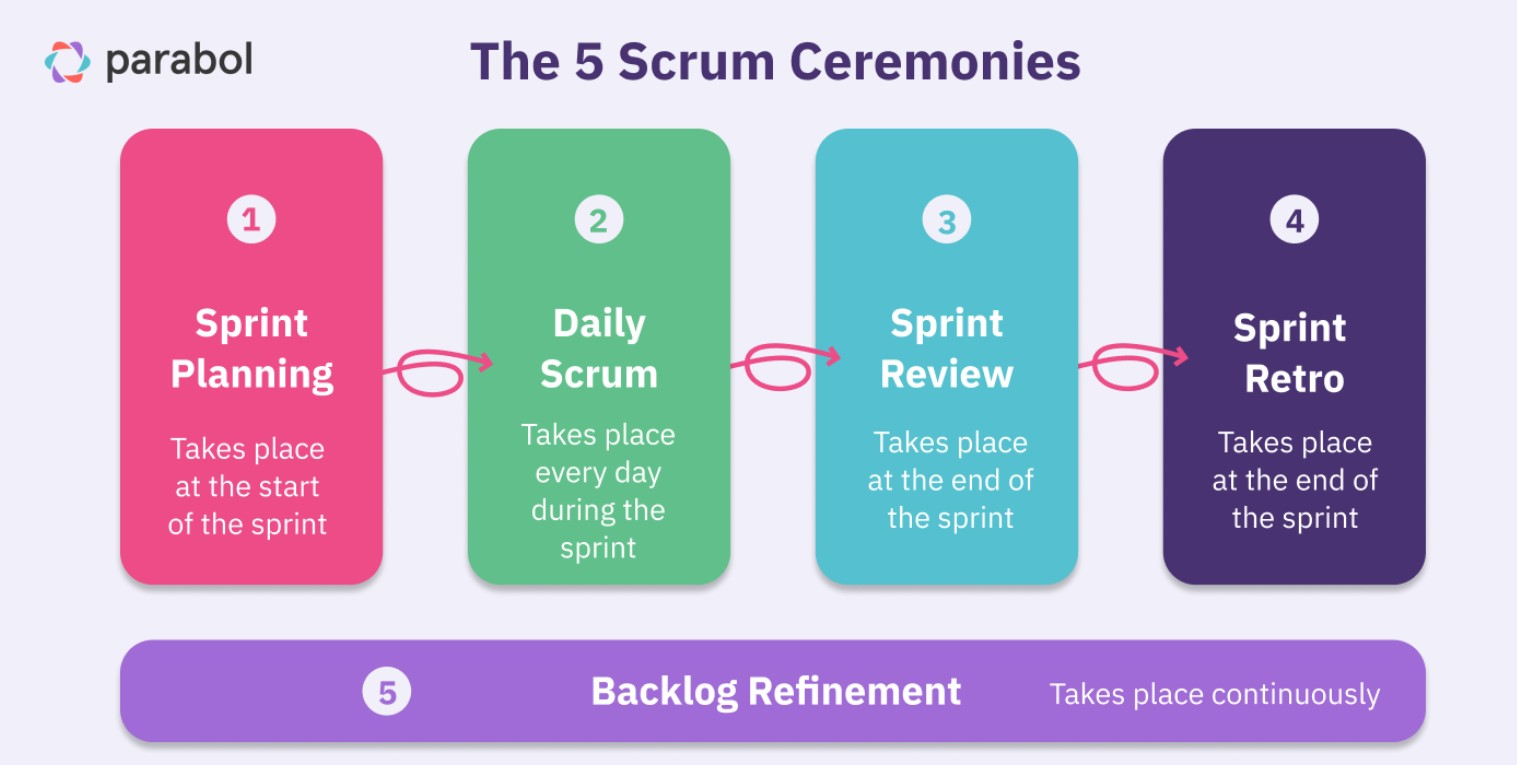 parabol
The 5 Scrum Ceremonies
1
Sprint
Planning
Takes place
at the start
of the sprint
2
Daily
Scrum
Takes place
every day
during the
sprint
3
Sprint
Review
Takes place
at the end of
the sprint
4
Sprint
Retro
Takes place
at the end of
the sprint
5
Backlog Refinement
Takes place continuously